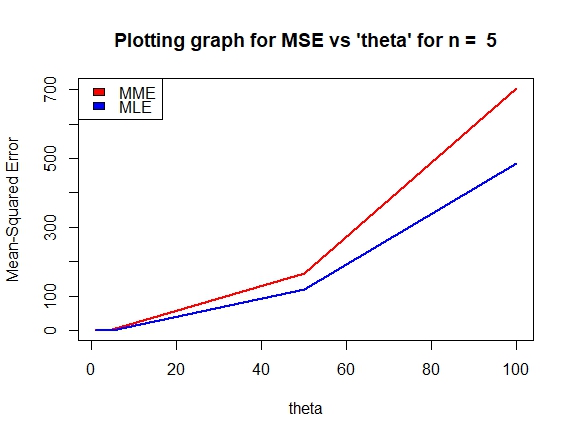 Plotting graph for MSE vs 'theta' for n =  5
MME
MLE
Mean-Squared Error
700
500
300
100
0
0 20 40 60 80 100
theta